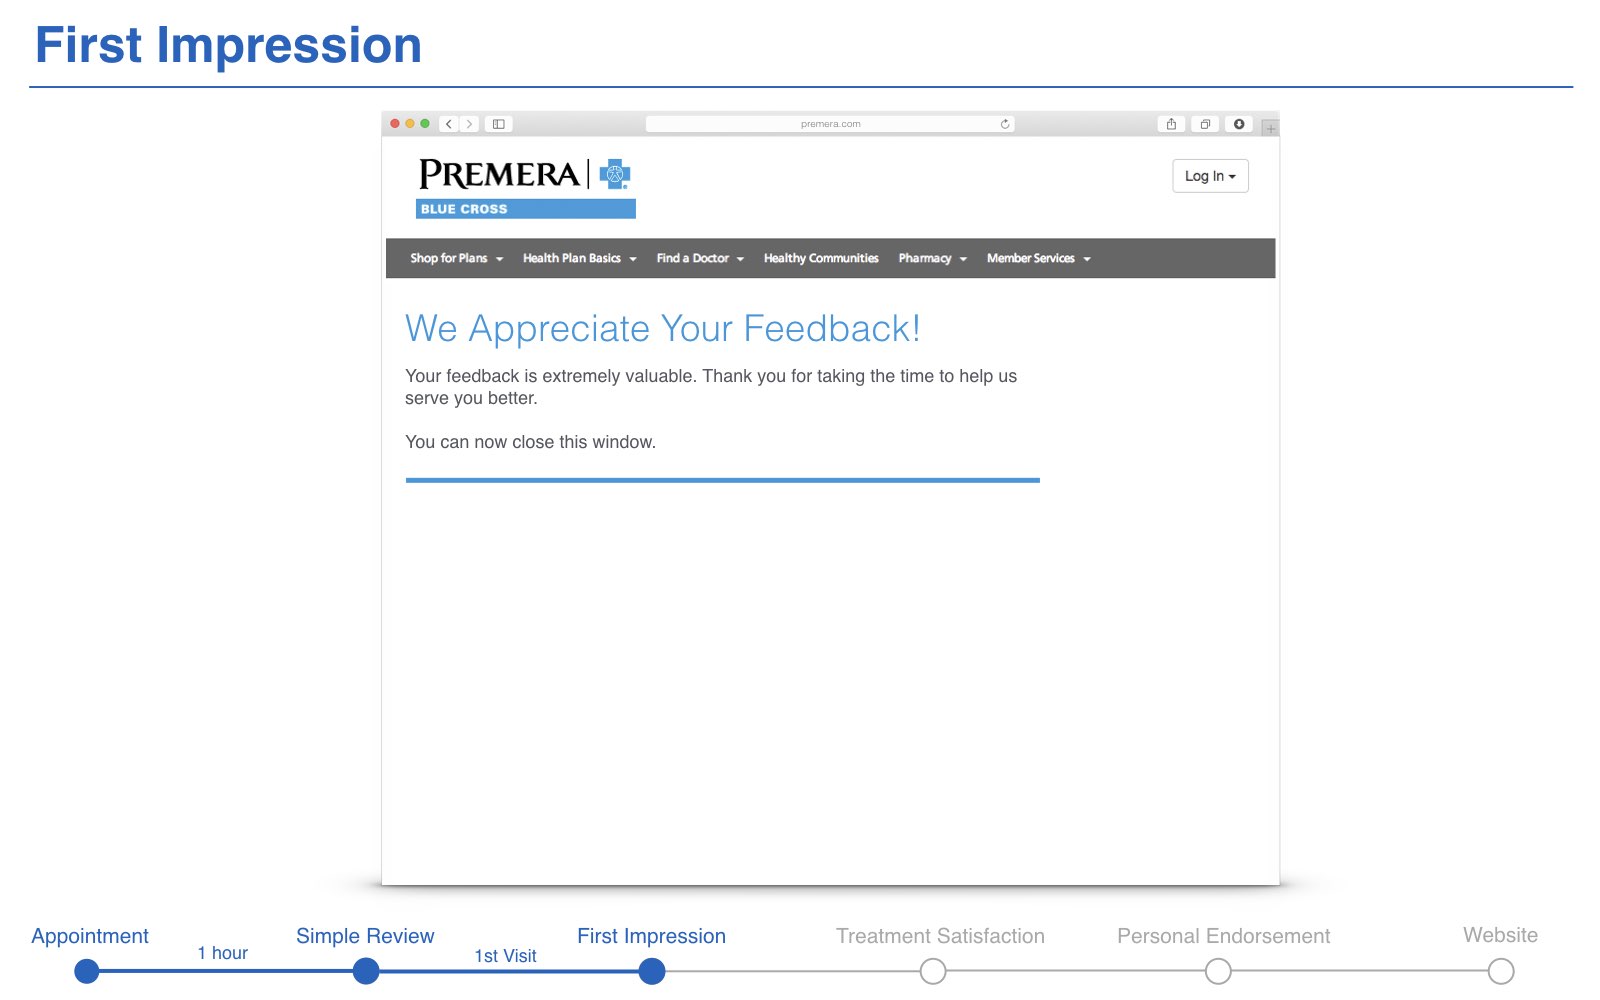 First Impression
premera.com
PREMERA
BLUE CROSS
Log In
Shop for Plans Health Plan Basics Find a Doctor Healthy Communities Pharmacy Member Services
We Appreciate Your Feedback!
Your feedback is extremely valuable. Thank you for taking the time to help us
serve you better.
You can now close this window.
Appointment Simple Review First Impression Treatment Satisfaction Personal Endorsement Website
1 hour 1st Visit